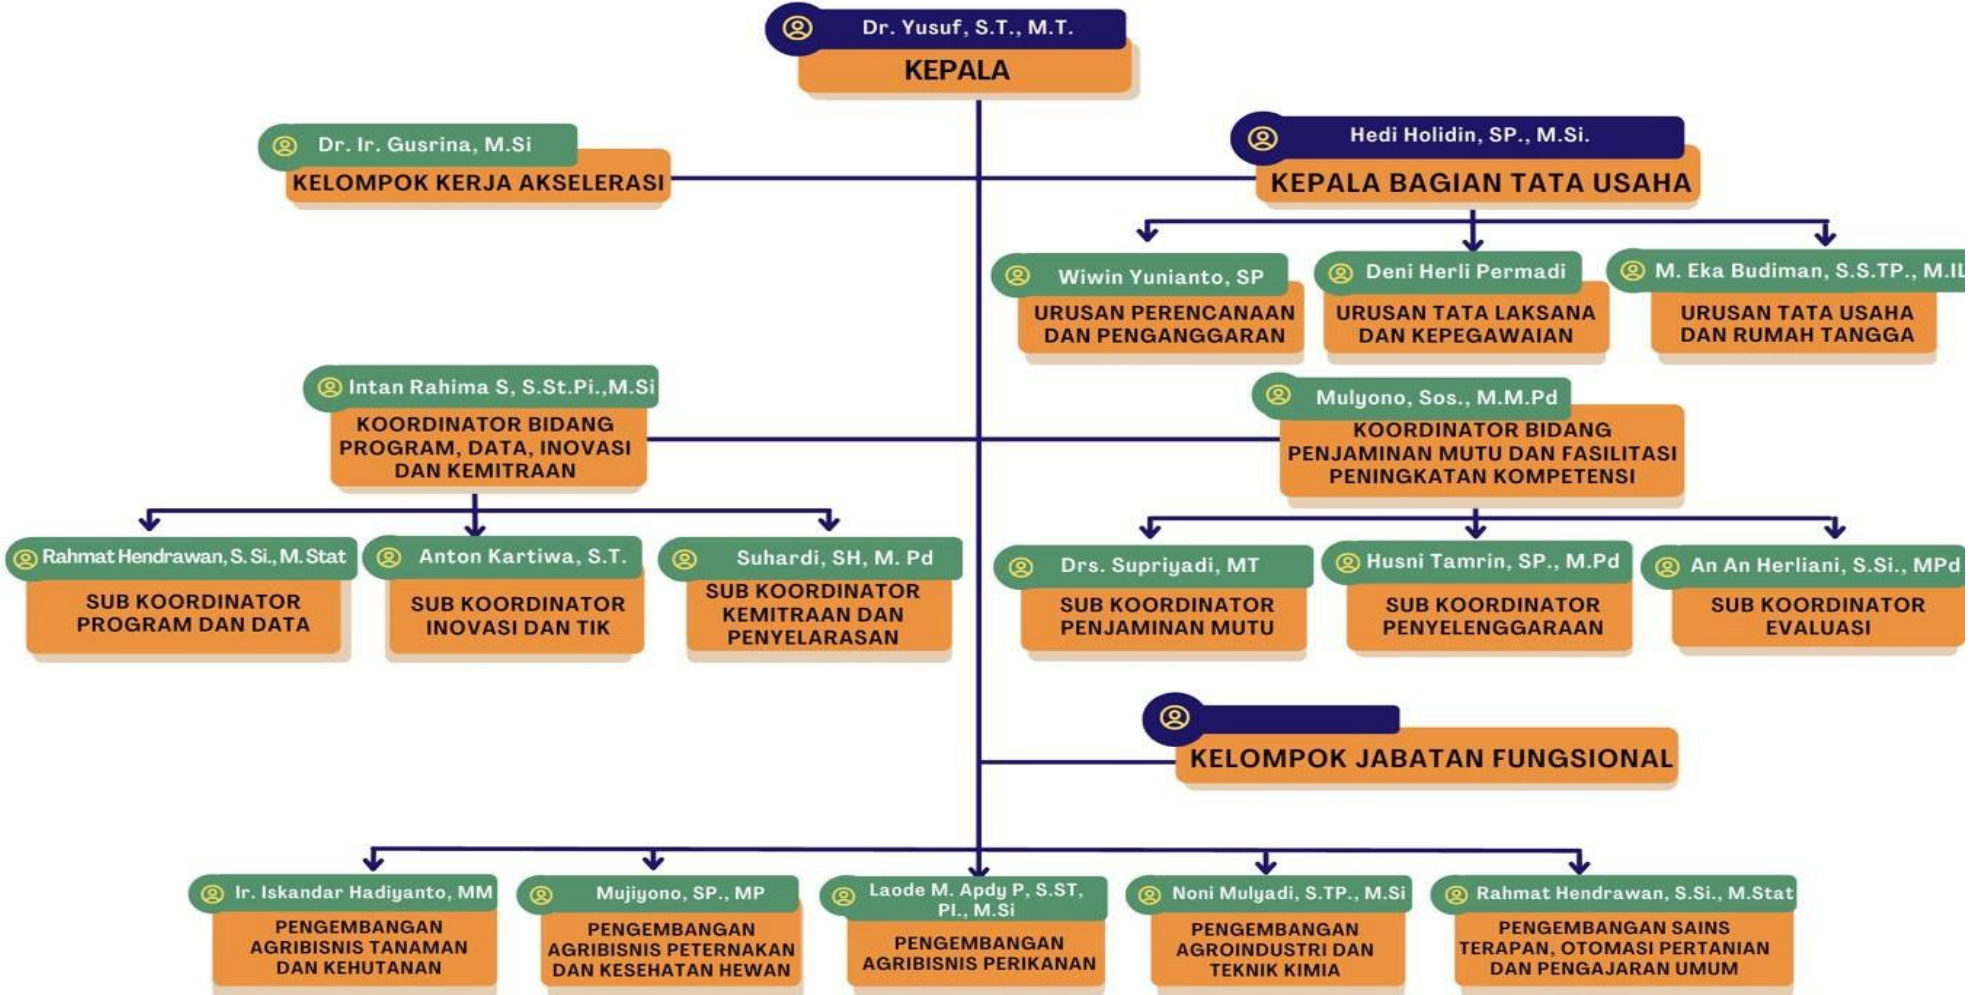 Dr. Yusuf, S.T., M.T.
KEPALA
Dr. Ir. Gusrina, M.Si
KELOMPOK KERJA AKSELERASI
Hedi Holidin, SP., M.Si.
KEPALA BAGIAN TATA USAHA
Wiwin Yunianto, SP
URUSAN PERENCANAAN
DAN PENGANGGARAN
Deni Herli Permadi
URUSAN TATA LAKSANA
DAN KEPEGAWAIAN
M. Eka Budiman, S.S.TP., M.IL
URUSAN TATA USAHA
DAN RUMAH TANGGA
Intan Rahima S, S.St.Pi.,M.Si
KOORDINATOR BIDANG
PROGRAM, DATA, INOVASI
DAN KEMITRAAN
Mulyono, Sos., M.M.Pd
KOORDINATOR BIDANG
PENJAMINAN MUTU DAN FASILITASI
PENINGKATAN KOMPETENSI
Rahmat Hendrawan, S. Si., M. Stat
SUB KOORDINATOR
PROGRAM DAN DATA
Anton Kartiwa, S.T.
SUB KOORDINATOR
INOVASI DAN TIK
Suhardi, SH, M. Pd
SUB KOORDINATOR
KEMITRAAN DAN
PENYELARASAN
Drs. Supriyadi, MT
SUB KOORDINATOR
PENJAMINAN MUTU
Husni Tamrin, SP., M.Pd
SUB KOORDINATOR
PENYELENGGARAAN
An An Herliani, S.Si., MPd
SUB KOORDINATOR
EVALUASI
KELOMPOK JABATAN FUNGSIONAL
Ir. Iskandar Hadiyanto, MM
PENGEMBANGAN
AGRIBISNIS TANAMAN
DAN KEHUTANAN
Mujiyono, SP., MP
PENGEMBANGAN
AGRIBISNIS PETERNAKAN
DAN KESEHATAN HEWAN
Laode M. Apdy P, S.ST,
PI., M.Si
PENGEMBANGAN
AGRIBISNIS PERIKANAN
Noni Mulyadi, S.TP., M.Si
PENGEMBANGAN
AGROINDUSTRI DAN
TEKNIK KIMIA
Rahmat Hendrawan, S.Si., M.Stat
PENGEMBANGAN SAINS
TERAPAN, OTOMASI PERTANIAN
DAN PENGAJARAN UMUM